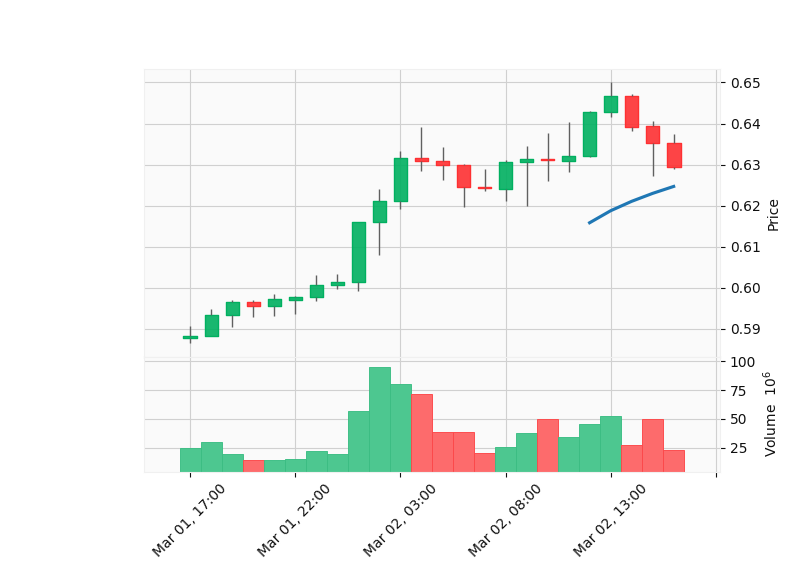 0.65
0.64
0.63
0.62
0.61
0.60
0.59
Price
100
75
50
25
Volume 10^6
Mar 01, 17:00
Mar 01, 22:00
Mar 02, 03:00
Mar 02, 08:00
Mar 02, 13:00